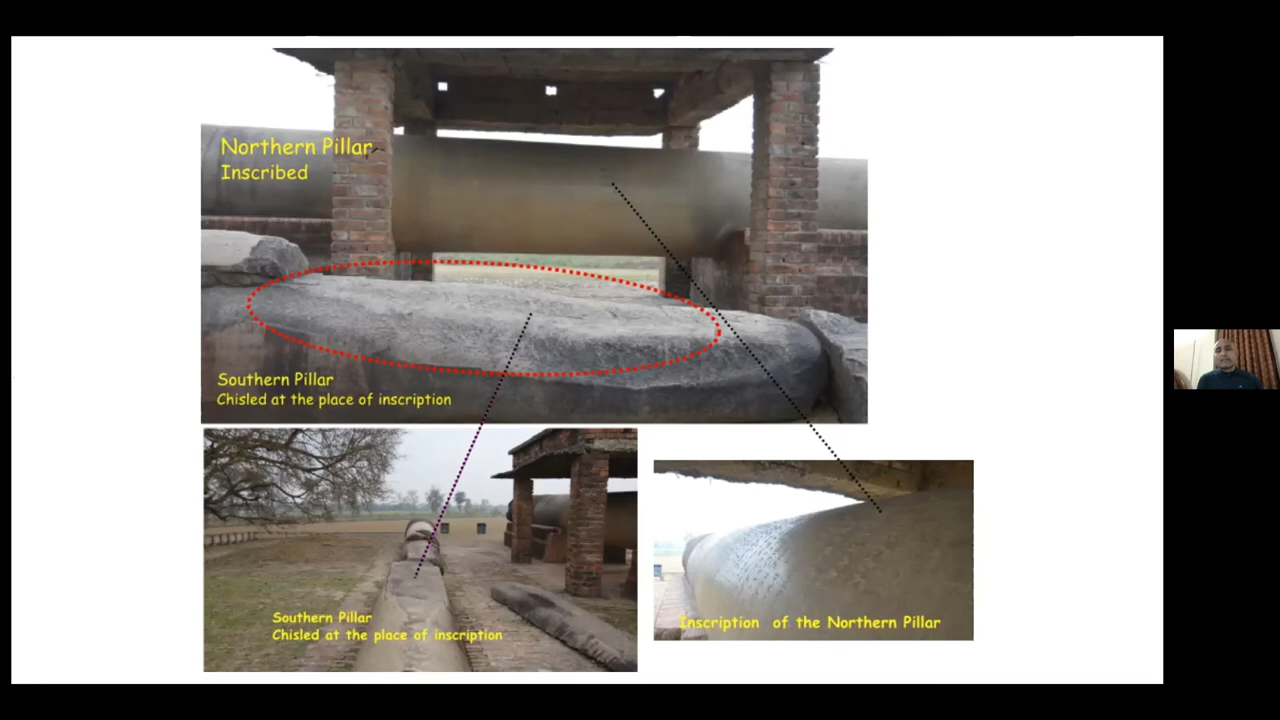 Northern Pillar
Inscribed
Southern Pillar
Chisled at the place of inscription
Southern Pillar
Chisled at the place of inscription
Inscription of the Northern Pillar